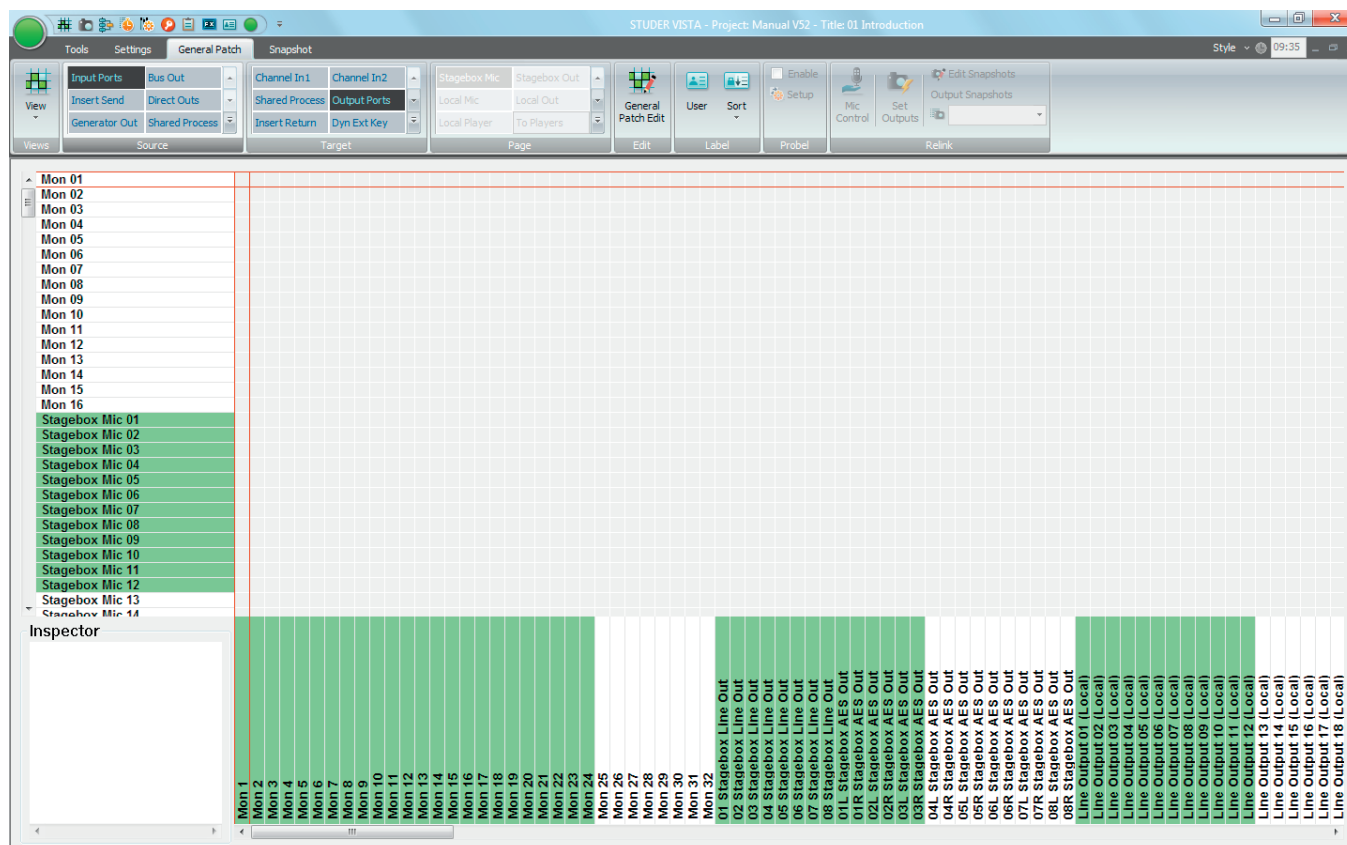 STUDER VISTA - Project: Manual V52 - Title: 01 Introduction
Tools Settings General Patch Snapshot
Style 09:35
View
Views
Input Ports Bus Out
Insert Send Direct Outs
Generator Out Shared Process
Source
Channel In1 Channel In2
Shared Process Output Ports
Insert Return Dyn Ext Key
Target
Stagebox Mic Stagebox Out
Local Mic Local Out
Local Player To Players
Page
General Patch Edit
Edit
User Sort
Label
Enable
Setup
Probel
Mic Control
Set Outputs
Edit Snapshots
Output Snapshots
Relink
Mon 01
Mon 02
Mon 03
Mon 04
Mon 05
Mon 06
Mon 07
Mon 08
Mon 09
Mon 10
Mon 11
Mon 12
Mon 13
Mon 14
Mon 15
Mon 16
Stagebox Mic 01
Stagebox Mic 02
Stagebox Mic 03
Stagebox Mic 04
Stagebox Mic 05
Stagebox Mic 06
Stagebox Mic 07
Stagebox Mic 08
Stagebox Mic 09
Stagebox Mic 10
Stagebox Mic 11
Stagebox Mic 12
Stagebox Mic 13
Stagebox Mic 14
Inspector
Mon 1
Mon 2
Mon 3
Mon 4
Mon 5
Mon 6
Mon 7
Mon 8
Mon 9
Mon 10
Mon 11
Mon 12
Mon 13
Mon 14
Mon 15
Mon 16
Mon 17
Mon 18
Mon 19
Mon 20
Mon 21
Mon 22
Mon 23
Mon 24
Mon 25
Mon 26
Mon 27
Mon 28
Mon 29
Mon 30
Mon 31
Mon 32
01 Stagebox Line Out
02 Stagebox Line Out
03 Stagebox Line Out
04 Stagebox Line Out
05 Stagebox Line Out
06 Stagebox Line Out
07 Stagebox Line Out
08 Stagebox Line Out
01L Stagebox AES Out
01R Stagebox AES Out
02L Stagebox AES Out
02R Stagebox AES Out
03L Stagebox AES Out
03R Stagebox AES Out
04L Stagebox AES Out
04R Stagebox AES Out
05L Stagebox AES Out
05R Stagebox AES Out
06L Stagebox AES Out
06R Stagebox AES Out
07L Stagebox AES Out
07R Stagebox AES Out
08L Stagebox AES Out
08R Stagebox AES Out
Line Output 01 (Local)
Line Output 02 (Local)
Line Output 03 (Local)
Line Output 04 (Local)
Line Output 05 (Local)
Line Output 06 (Local)
Line Output 07 (Local)
Line Output 08 (Local)
Line Output 09 (Local)
Line Output 10 (Local)
Line Output 11 (Local)
Line Output 12 (Local)
Line Output 13 (Local)
Line Output 14 (Local)
Line Output 15 (Local)
Line Output 16 (Local)
Line Output 17 (Local)
Line Output 18 (Local)